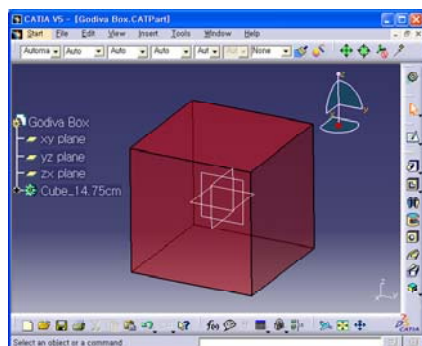 CATIA V5 - [Godiva Box.CATPart]
Start File Edit View Insert Tools Window Help
Automa Auto Auto Auto Aut Aut None
z
Godiva Box
xy plane
yz plane
zx plane
Cube_14.75cm
f(x)
CATIA
Select an object or a command